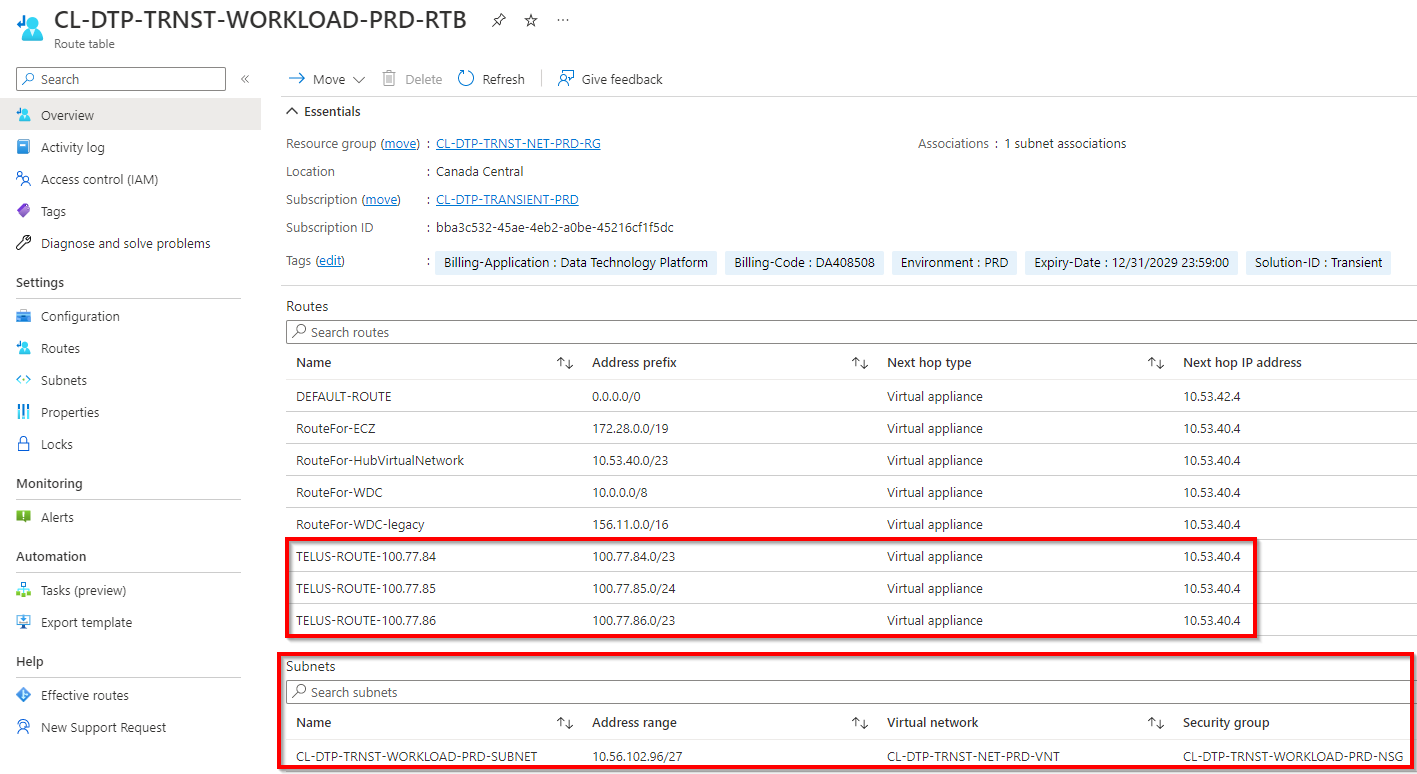 CL-DTP-TRNST-WORKLOAD-PRD-RTB
Route table
Search
Overview
Activity log
Access control (IAM)
Tags
Diagnose and solve problems
Settings
Configuration
Routes
Subnets
Properties
Locks
Monitoring
Alerts
Automation
Tasks (preview)
Export template
Help
Effective routes
New Support Request
Move Delete Refresh Give feedback
Essentials
Resource group (move) : CL-DTP-TRNST-NET-PRD-RG Associations : 1 subnet associations
Location : Canada Central
Subscription (move) : CL-DTP-TRANSIENT-PRD
Subscription ID : bba3c532-45ae-4eb2-a0be-45216cf1f5dc
Tags (edit) : Billing-Application : Data Technology Platform Billing-Code : DA408508 Environment : PRD Expiry-Date : 12/31/2029 23:59:00 Solution-ID : Transient
Routes
Search routes
Name Address prefix Next hop type Next hop IP address
DEFAULT-ROUTE 0.0.0.0/0 Virtual appliance 10.53.42.4
RouteFor-ECZ 172.28.0.0/19 Virtual appliance 10.53.40.4
RouteFor-HubVirtualNetwork 10.53.40.0/23 Virtual appliance 10.53.40.4
RouteFor-WDC 10.0.0.0/8 Virtual appliance 10.53.40.4
RouteFor-WDC-legacy 156.11.0.0/16 Virtual appliance 10.53.40.4
TELUS-ROUTE-100.77.84 100.77.84.0/23 Virtual appliance 10.53.40.4
TELUS-ROUTE-100.77.85 100.77.85.0/24 Virtual appliance 10.53.40.4
TELUS-ROUTE-100.77.86 100.77.86.0/23 Virtual appliance 10.53.40.4
Subnets
Search subnets
Name Address range Virtual network Security group
CL-DTP-TRNST-WORKLOAD-PRD-SUBNET 10.56.102.96/27 CL-DTP-TRNST-NET-PRD-VNT CL-DTP-TRNST-WORKLOAD-PRD-NSG